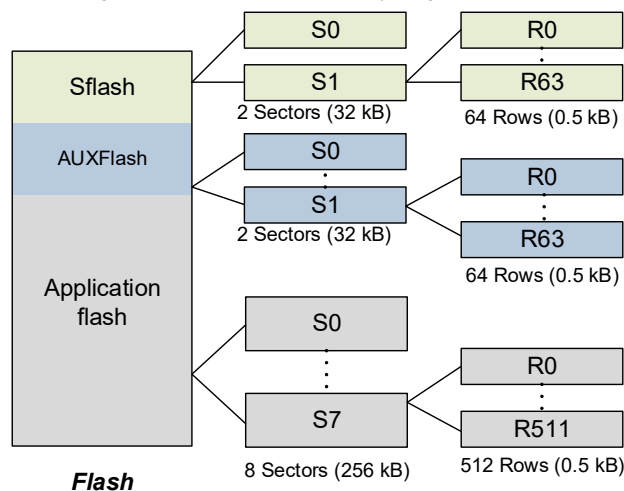 S0
R0
Sflash
S1
R63
2 Sectors (32 kB)
64 Rows (0.5 kB)
AUXFlash
S0
R0
S1
2 Sectors (32 kB)
R63
64 Rows (0.5 kB)
Application
flash
S0
R0
S7
R511
8 Sectors (256 kB)
512 Rows (0.5 kB)
Flash